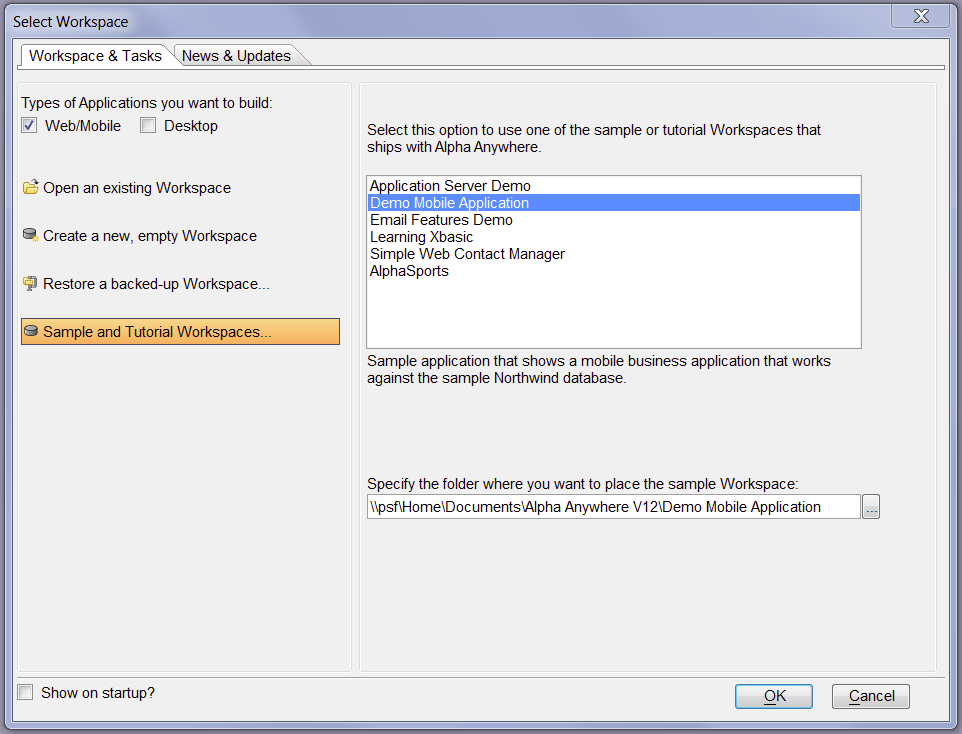 Select Workspace
Workspace & Tasks
News & Updates
Types of Applications you want to build:
Web/Mobile
Desktop
Open an existing Workspace
Create a new, empty Workspace
Restore a backed-up Workspace...
Sample and Tutorial Workspaces...
Select this option to use one of the sample or tutorial Workspaces that
ships with Alpha Anywhere.
Application Server Demo
Demo Mobile Application
Email Features Demo
Learning Xbasic
Simple Web Contact Manager
AlphaSports
Sample application that shows a mobile business application that works
against the sample Northwind database.
Specify the folder where you want to place the sample Workspace:
\\psf\Home\Documents\Alpha Anywhere V12\Demo Mobile Application
...
Show on startup?
OK
Cancel